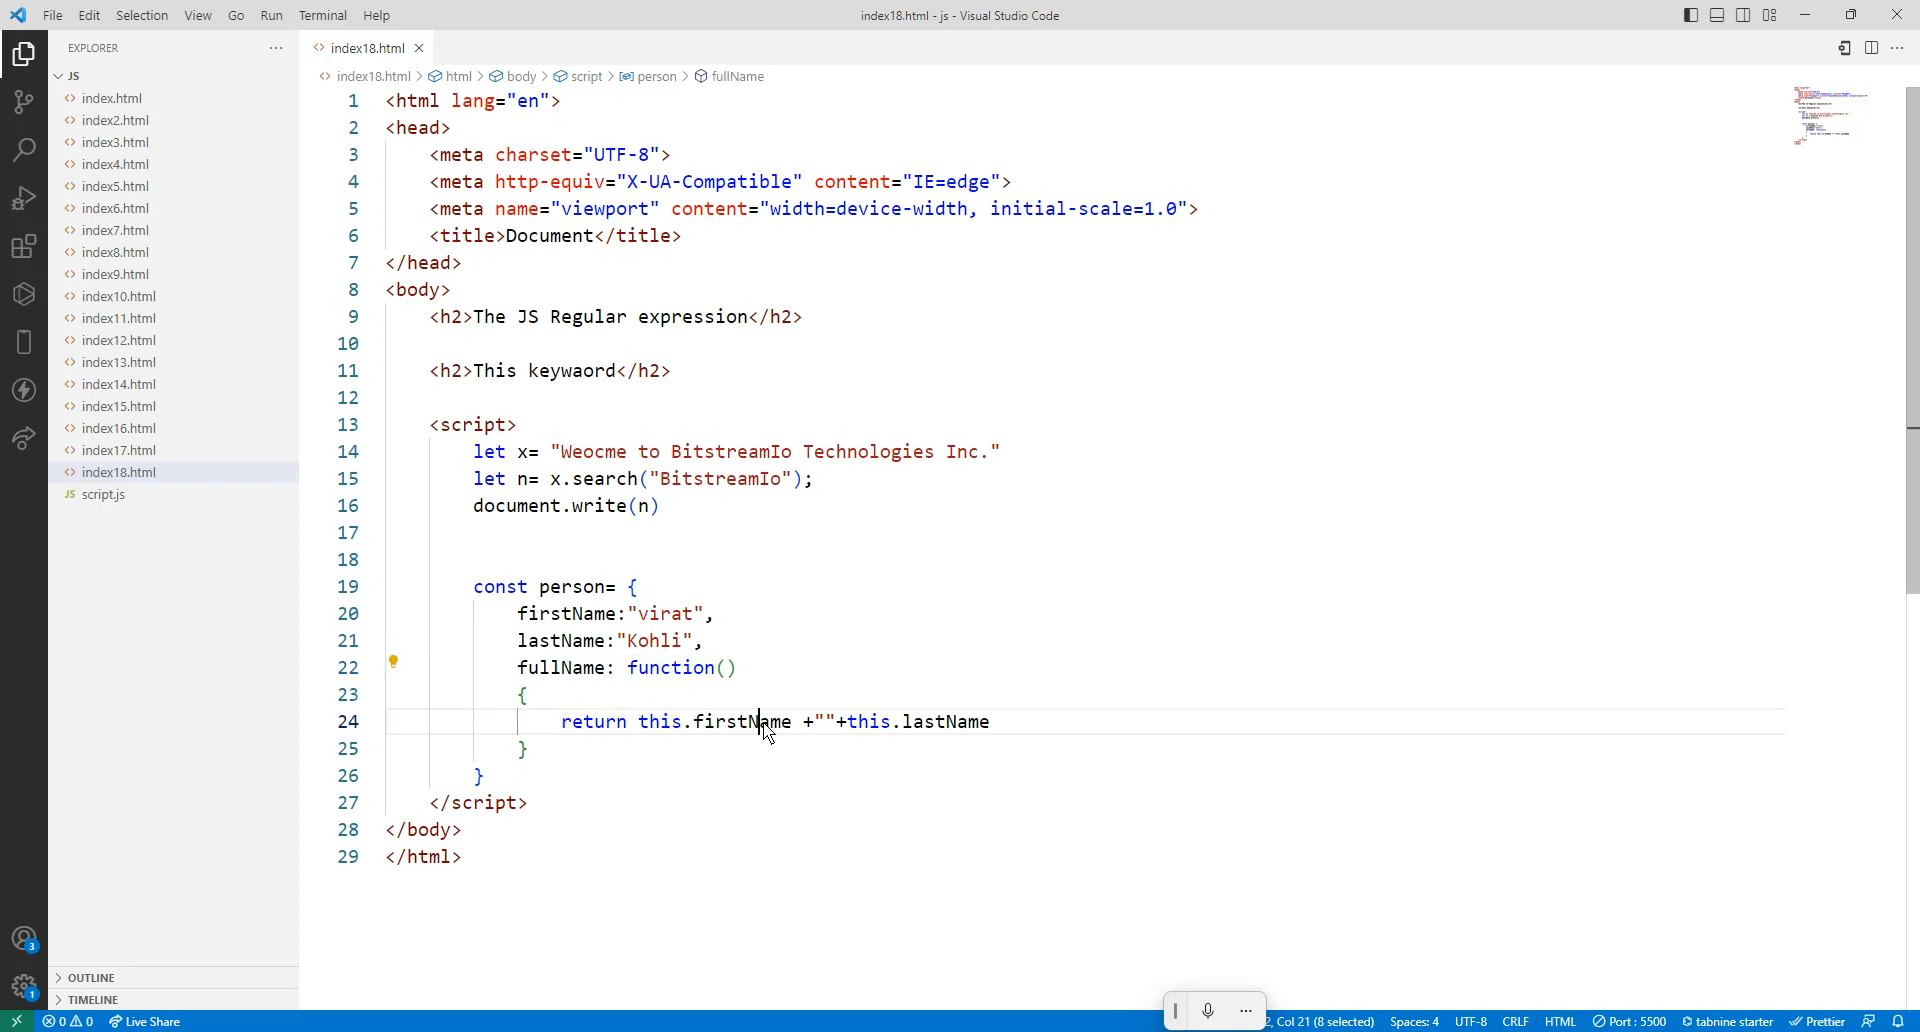 File Edit Selection View Go Run Terminal Help
index18.html - js - Visual Studio Code
EXPLORER
index18.html
JS
index.html
index2.html
index3.html
index4.html
index5.html
index6.html
index7.html
index8.html
index9.html
index10.html
index11.html
index12.html
index13.html
index14.html
index15.html
index16.html
index17.html
index18.html
JS script.js
OUTLINE
TIMELINE
3
1
index18.html > html > body > script > person > fullName
1 <html lang="en">
2 <head>
3 <meta charset="UTF-8">
4 <meta http-equiv="X-UA-Compatible" content="IE=edge">
5 <meta name="viewport" content="width=device-width, initial-scale=1.0">
6 <title>Document</title>
7 </head>
8 <body>
9 <h2>The JS Regular expression</h2>
10
11 <h2>This keywaord</h2>
12
13 <script>
14 let x= "Weocme to BitstreamIo Technologies Inc."
15 let n= x.search("BitstreamIo");
16 document.write(n)
17
18
19 const person= {
20 firstName:"virat",
21 lastName:"Kohli",
22 fullName: function()
23 {
24 return this.firstName +""+this.lastName
25 }
26 }
27 </script>
28 </body>
29 </html>
0 0 Live Share
Col 21 (8 selected) Spaces: 4 UTF-8 CRLF HTML Port : 5500 tabnine starter Prettier